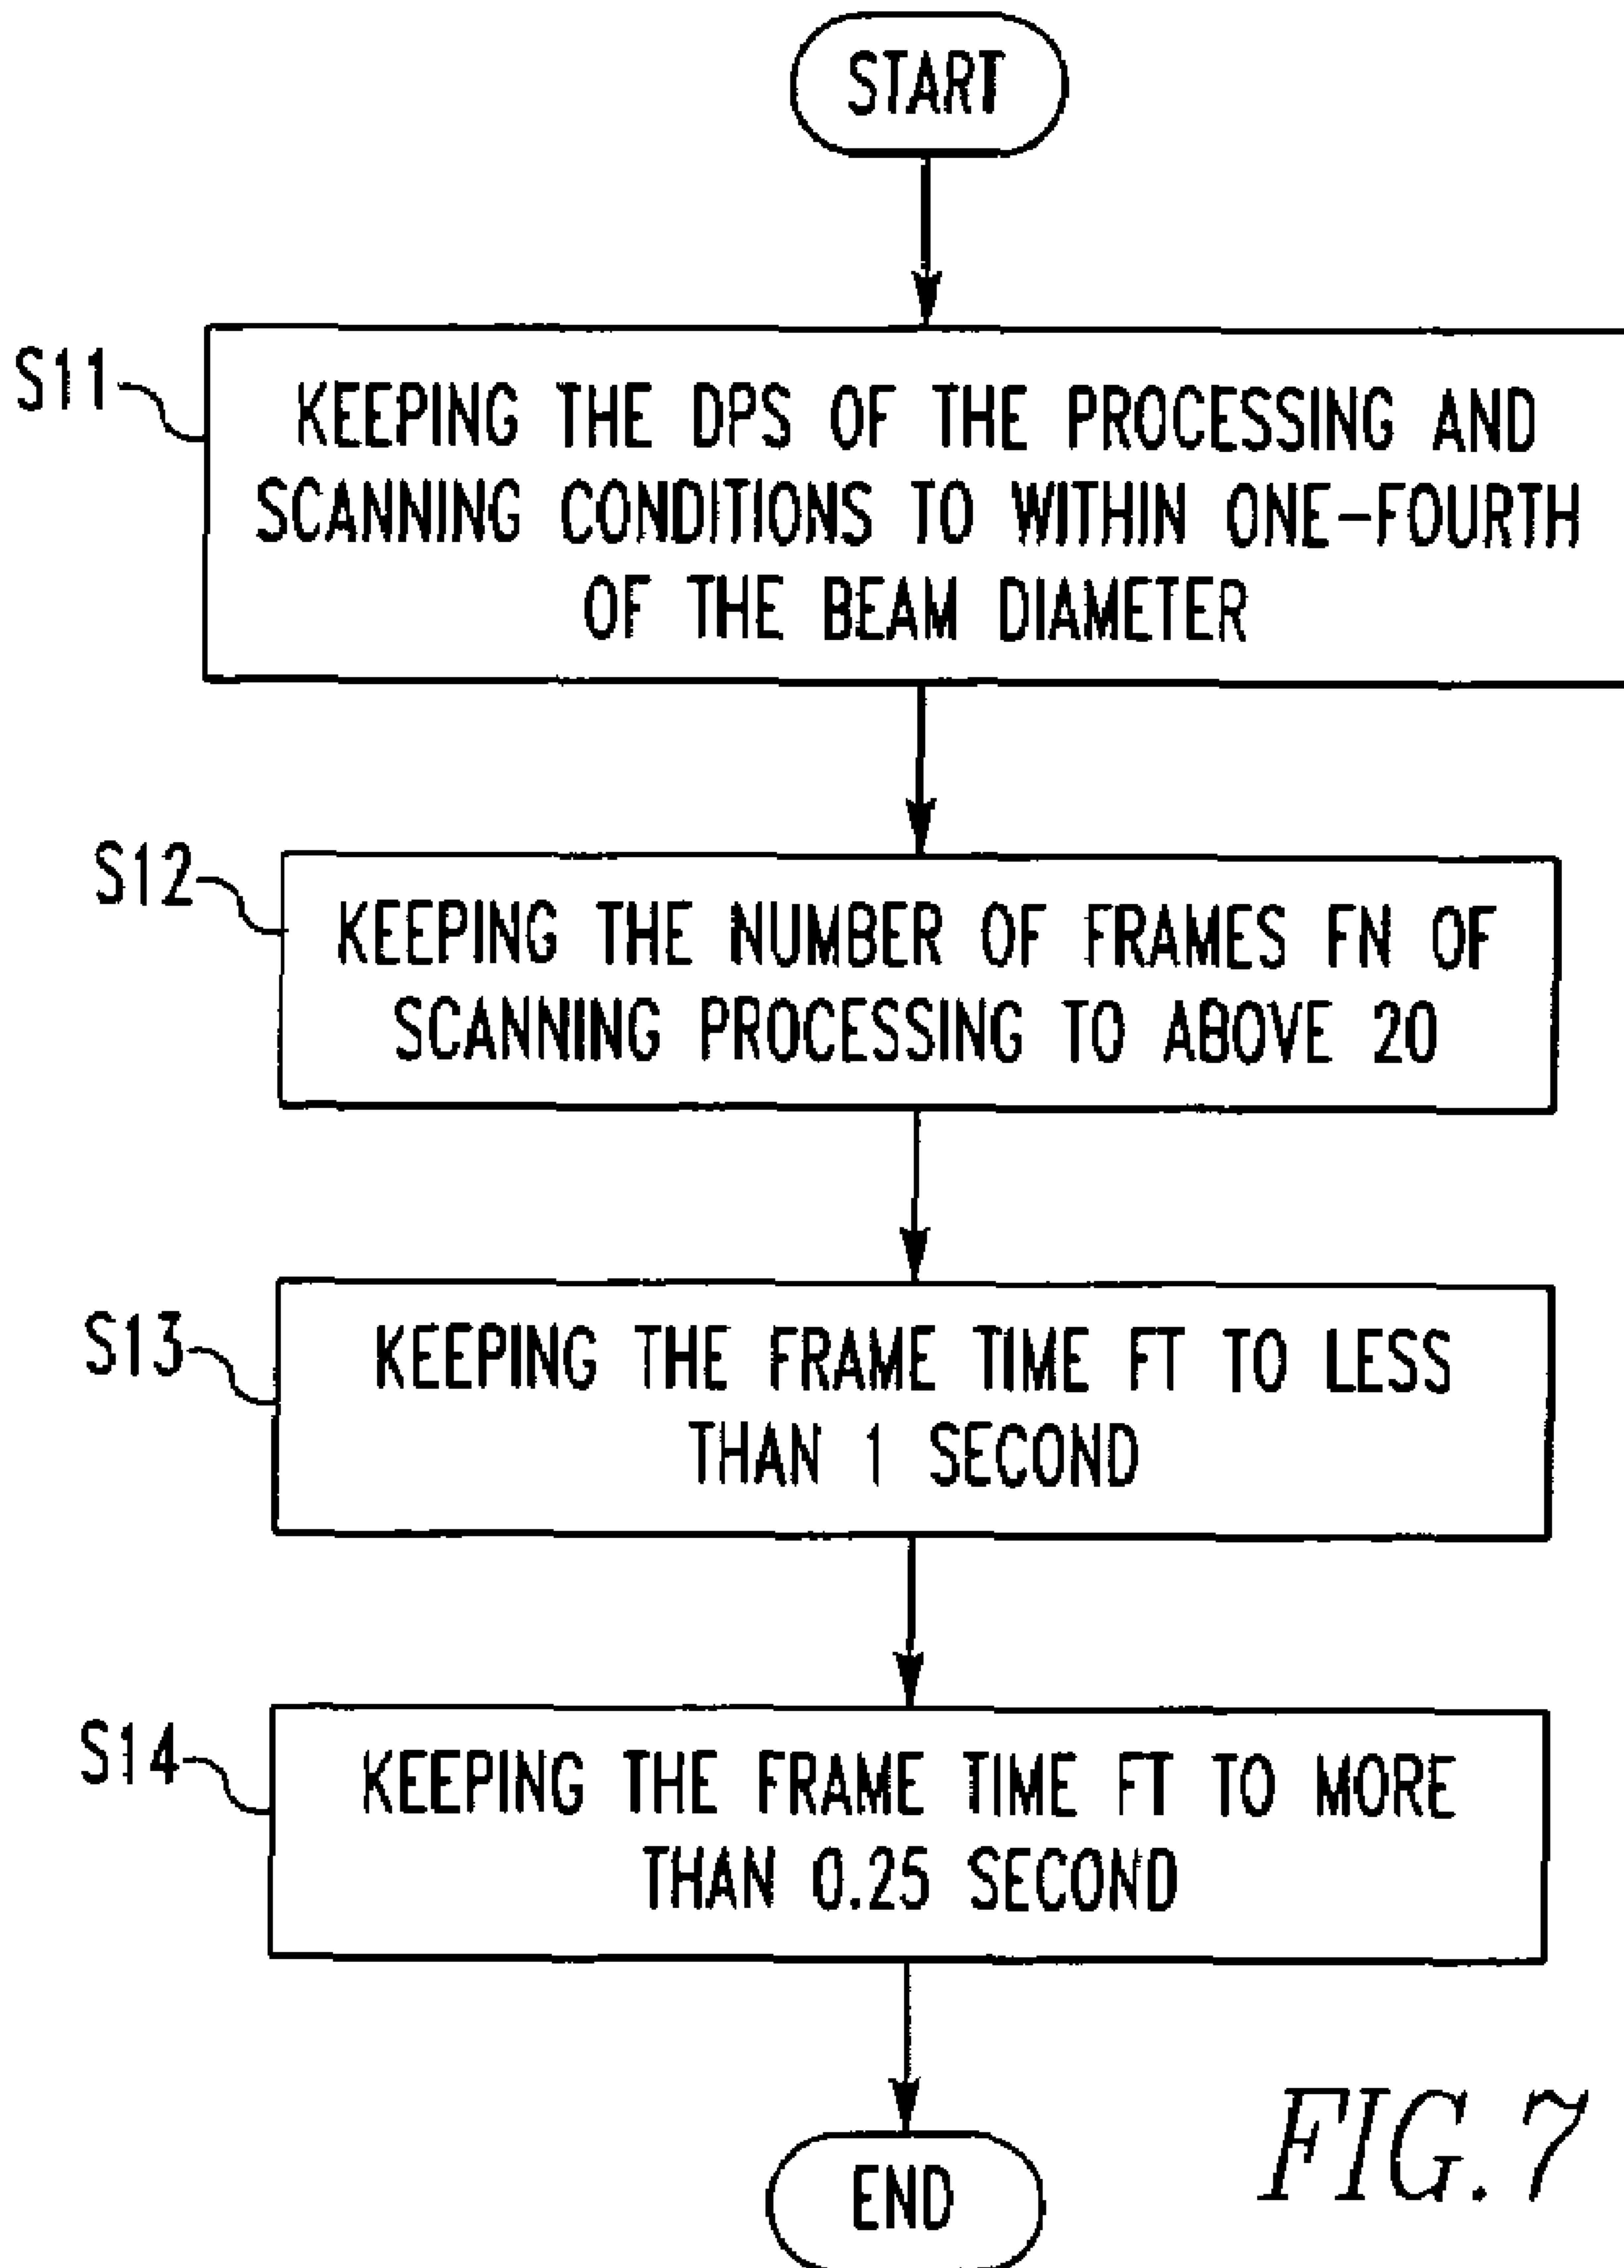 START
S11
KEEPING THE DPS OF THE PROCESSING AND
SCANNING CONDITIONS TO WITHIN ONE-FOURTH
OF THE BEAM DIAMETER
S12
KEEPING THE NUMBER OF FRAMES FN OF
SCANNING PROCESSING TO ABOVE 20
S13
KEEPING THE FRAME TIME FT TO LESS
THAN 1 SECOND
S14
KEEPING THE FRAME TIME FT TO MORE
THAN 0.25 SECOND
END
FIG. 7